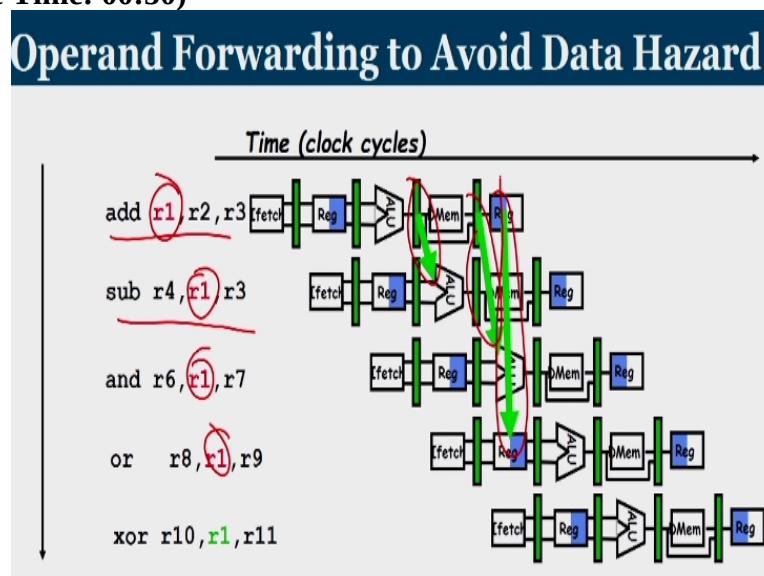 Time: 00:30)
Operand Forwarding to Avoid Data Hazard
Time (clock cycles)
add r1,r2,r3 Ifetch Reg ALU DMem Reg
sub r4,r1,r3 Ifetch Reg ALU DMem Reg
and r6,r1,r7 Ifetch Reg ALU DMem Reg
or r8,r1,r9 Ifetch Reg ALU DMem Reg
xor r10,r1,r11 Ifetch Reg ALU DMem Reg